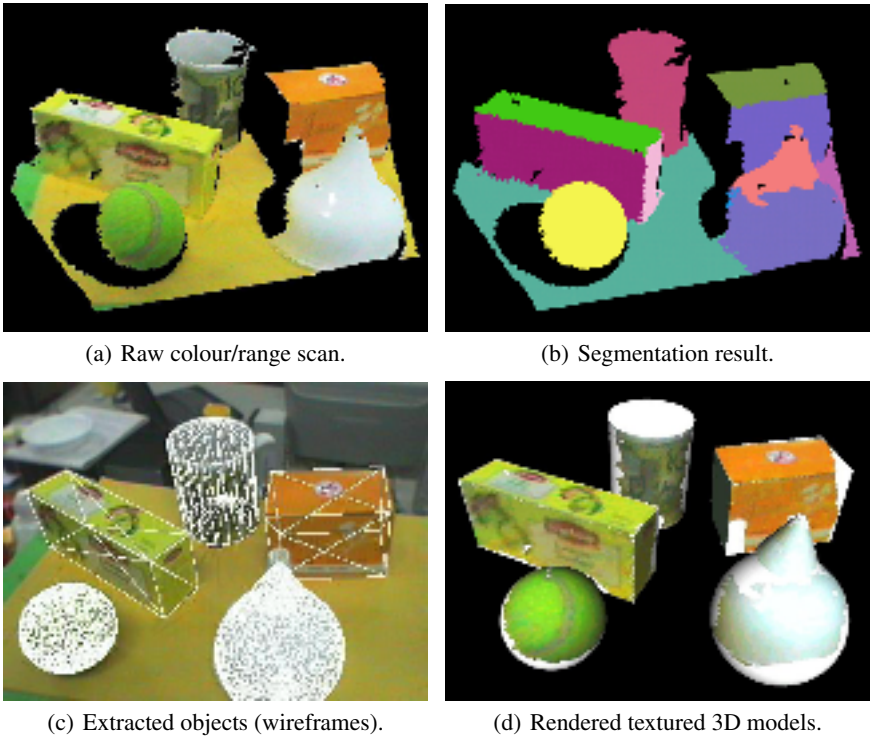 (a) Raw colour/range scan.
(b) Segmentation result.
(c) Extracted objects (wireframes).
(d) Rendered textured 3D models.